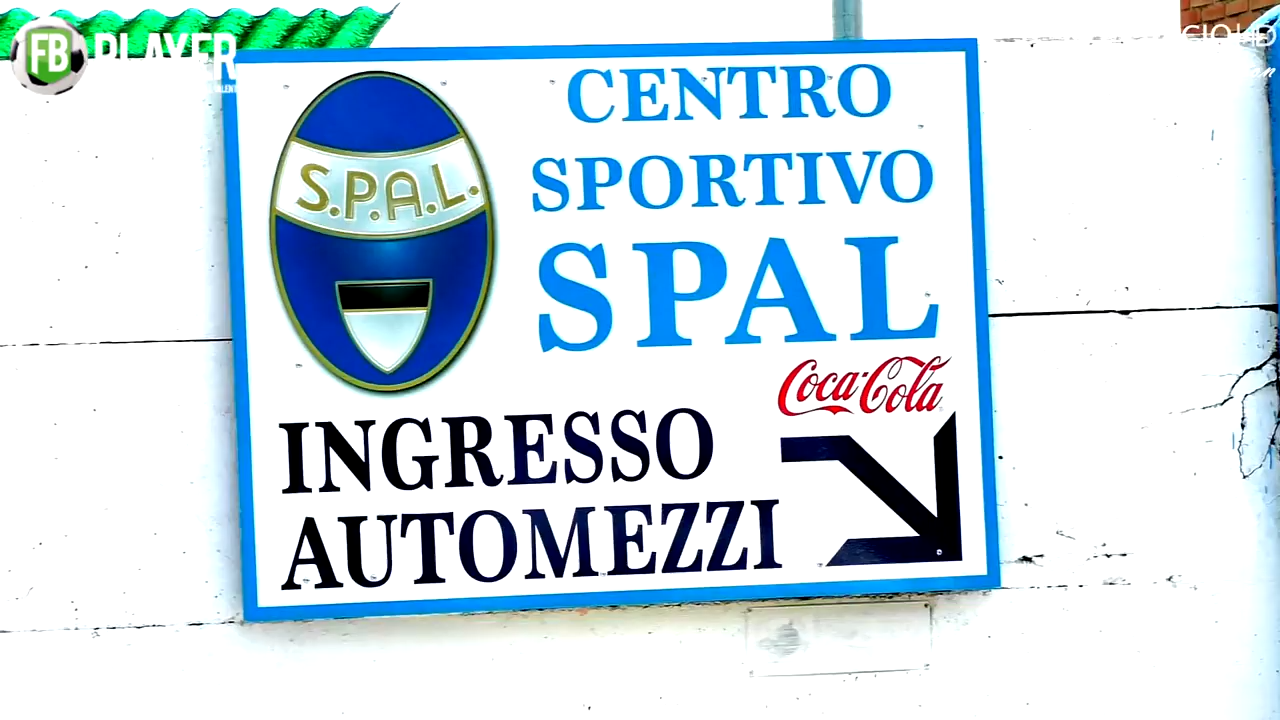 FB PLAYER
S.P.A.L.
CENTRO
SPORTIVO
SPAL
Coca-Cola
INGRESSO
AUTOMEZZI